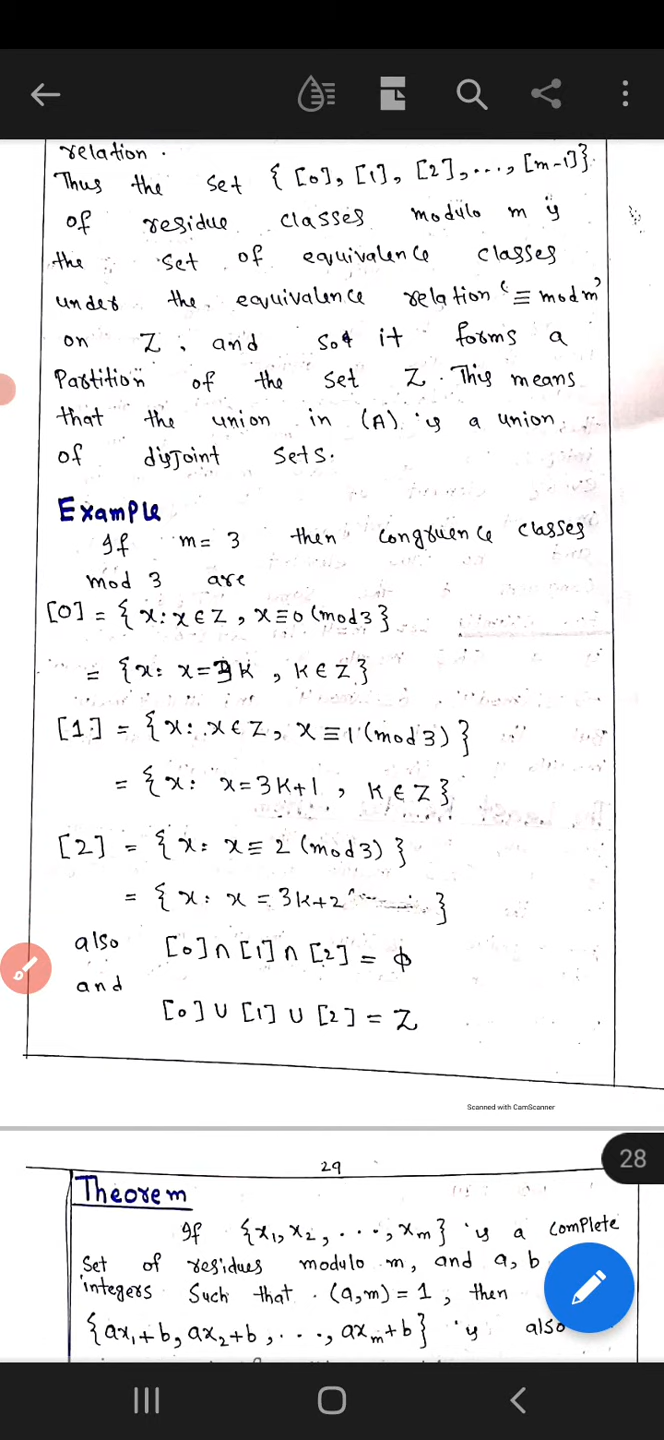 relation.
Thus the set { [0], [1], [2],..., [m-1]}
of residue classes modulo m is
the set of equivalence classes
under the equivalence relation '≡ mod m'
on Z, and so it forms a
Partition of the set Z. This means
that the union in (A) is a union
of disjoint sets.
Example
If m= 3 then congruence classes
mod 3 are
[0] = { x: x∈Z, x≡0 (mod 3}
= {x: x=3K, K∈Z}
[1] = {x: x∈Z, x≡1 (mod 3)}
= {x: x=3K+1, K∈Z}
[2] = {x: x≡ 2 (mod 3)}
= {x: x = 3K+2 }
also [0]∩[1]∩[2] = ϕ
and
[0] ∪ [1] ∪ [2] = Z
Scanned with CamScanner
28
29
Theorem
If {x₁, x₂, ..., xₘ} is a complete
Set of residues modulo m, and a, b
integers Such that (a,m) = 1, then
{ax₁+b, ax₂+b, ..., axₘ+b} is also